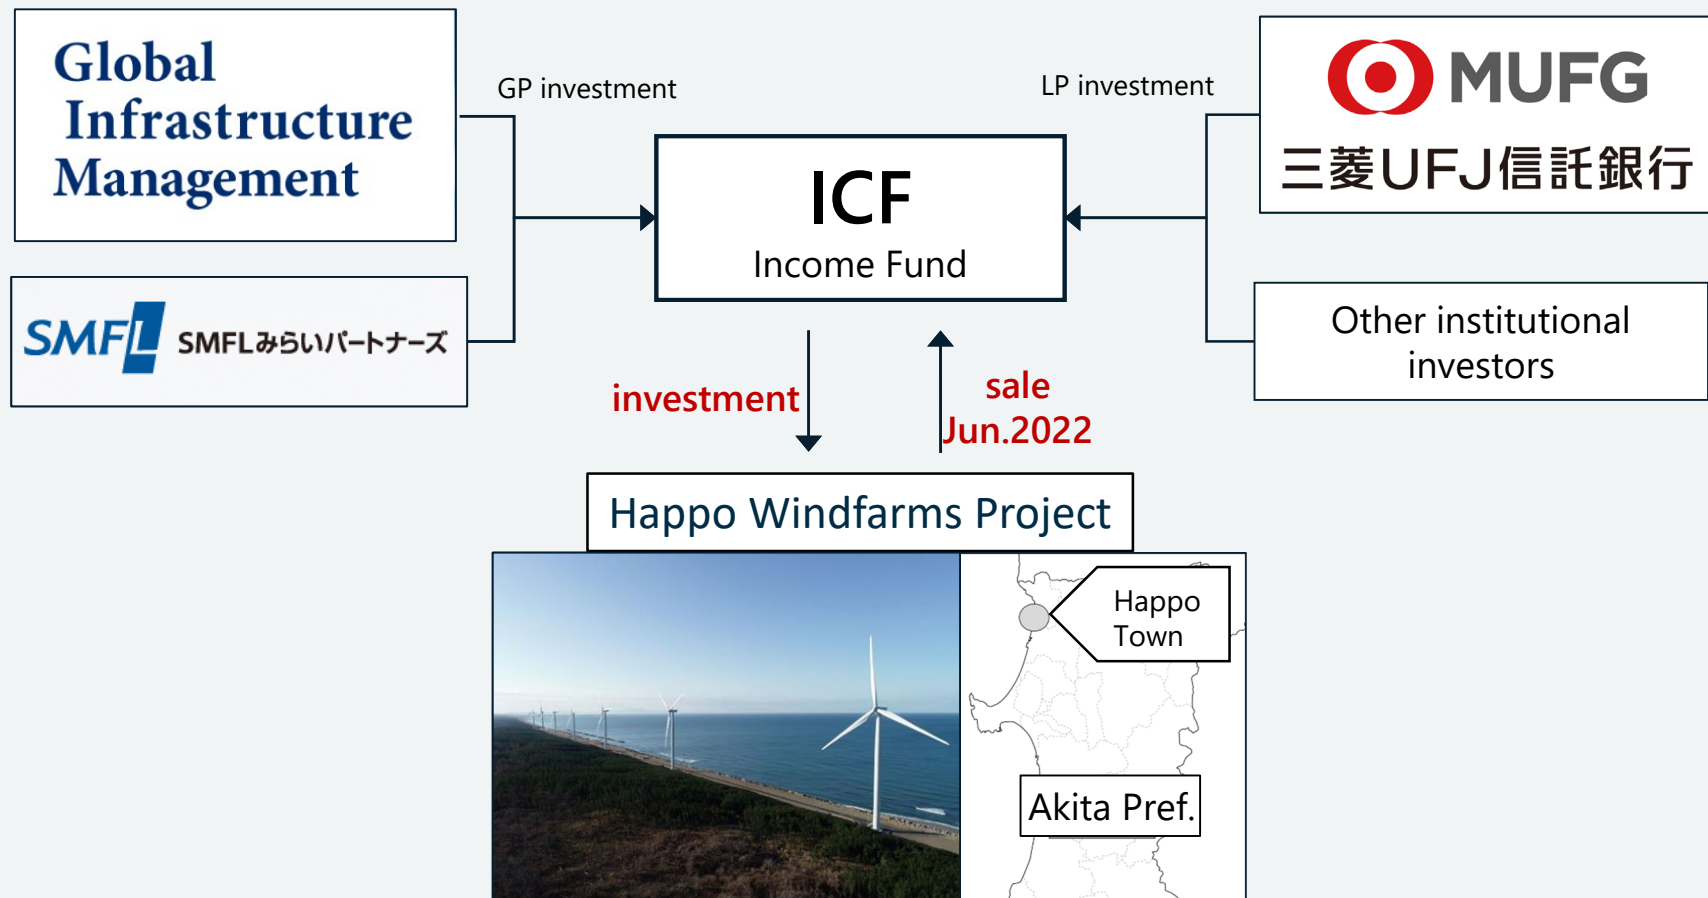 Global
Infrastructure
Management
GP investment
LP investment
MUFG
三菱UFJ信託銀行
ICF
Income Fund
SMFL SMFLみらいパートナーズ
Other institutional
investors
investment
sale
Jun.2022
Happo Windfarms Project
Happo
Town
Akita Pref.